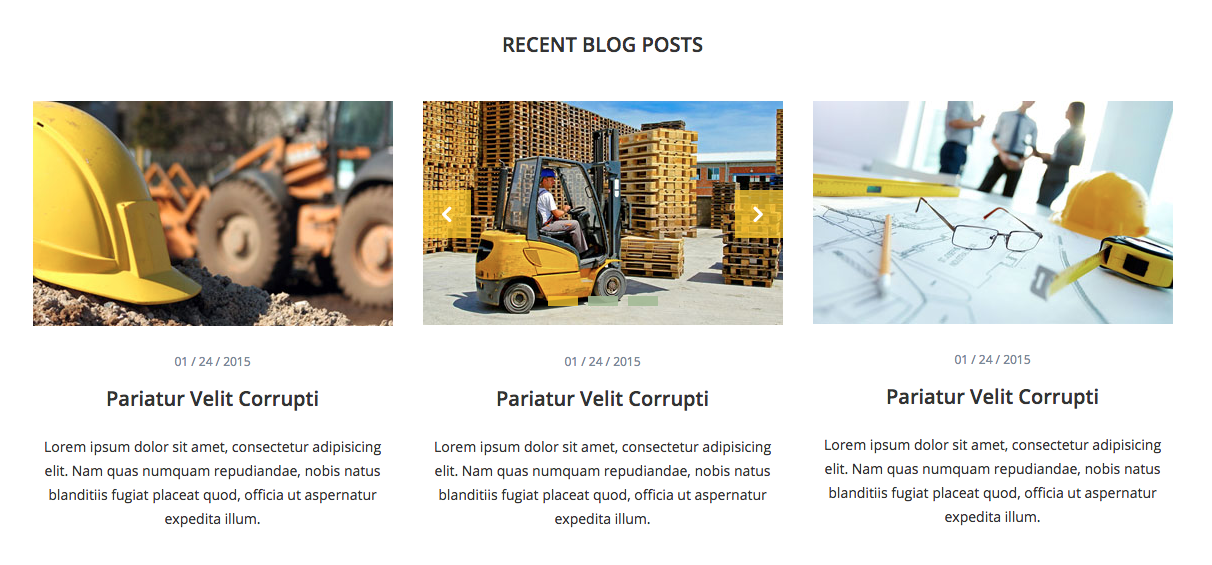 RECENT BLOG POSTS
01 / 24 / 2015
Pariatur Velit Corrupti
Lorem ipsum dolor sit amet, consectetur adipisicing
elit. Nam quas numquam repudiandae, nobis natus
blanditiis fugiat placeat quod, officia ut aspernatur
expedita illum.
01 / 24 / 2015
Pariatur Velit Corrupti
Lorem ipsum dolor sit amet, consectetur adipisicing
elit. Nam quas numquam repudiandae, nobis natus
blanditiis fugiat placeat quod, officia ut aspernatur
expedita illum.
01 / 24 / 2015
Pariatur Velit Corrupti
Lorem ipsum dolor sit amet, consectetur adipisicing
elit. Nam quas numquam repudiandae, nobis natus
blanditiis fugiat placeat quod, officia ut aspernatur
expedita illum.